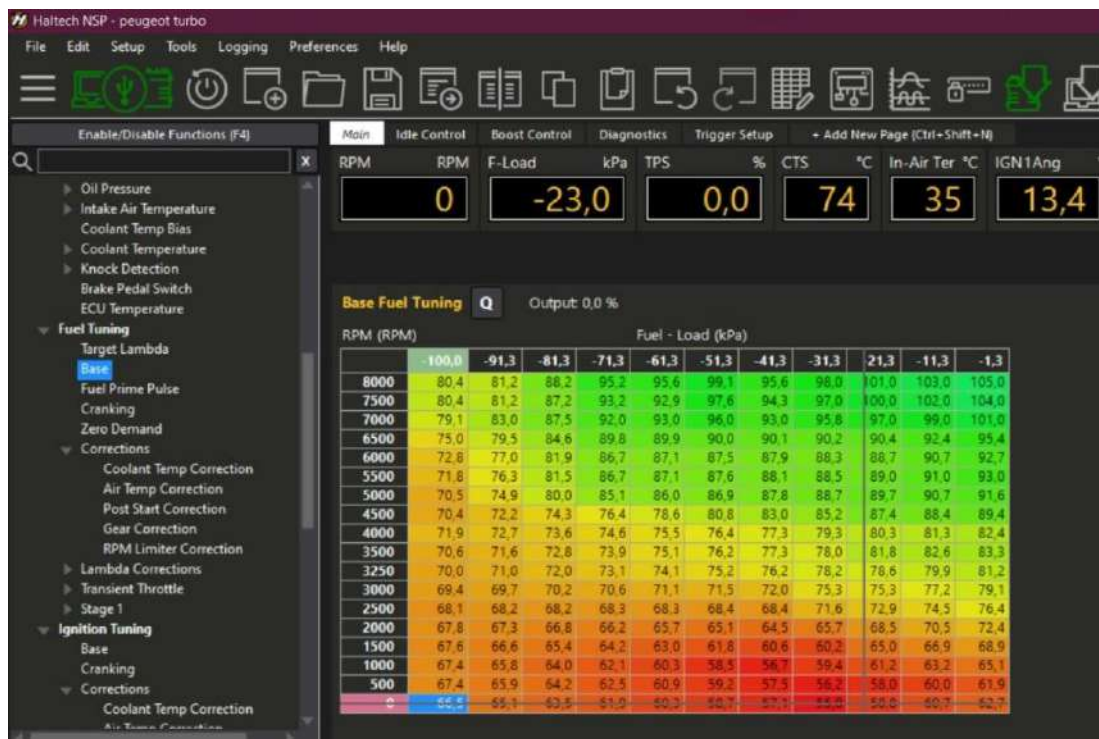 Haltech NSP - peugeot turbo
File Edit Setup Tools Logging Preferences Help
Enable/Disable Functions (F4)
X
Oil Pressure
Intake Air Temperature
Coolant Temp Bias
Coolant Temperature
Knock Detection
Brake Pedal Switch
ECU Temperature
Fuel Tuning
Target Lambda
Base
Fuel Prime Pulse
Cranking
Zero Demand
Corrections
Coolant Temp Correction
Air Temp Correction
Post Start Correction
Gear Correction
RPM Limiter Correction
Lambda Corrections
Transient Throttle
Stage 1
Ignition Tuning
Base
Cranking
Corrections
Coolant Temp Correction
Air Temp Correction
Main Idle Control Boost Control Diagnostics Trigger Setup + Add New Page (Ctrl+Shift+N)
RPM RPM F-Load kPa TPS % CTS °C In-Air Ter °C IGN1Ang
0 -23,0 0,0 74 35 13,4
Base Fuel Tuning Q Output: 0,0 %
RPM (RPM) Fuel - Load (kPa)
-100,0 -91,3 -81,3 -71,3 -61,3 -51,3 -41,3 -31,3 21,3 -11,3 -1,3
8000 80,4 81,2 88,2 95,2 95,6 99,1 95,6 98,0 101,0 103,0 105,0
7500 80,4 81,2 87,2 93,2 92,9 97,6 94,3 97,0 100,0 102,0 104,0
7000 79,1 83,0 87,5 92,0 93,0 96,0 93,0 95,8 97,0 99,0 101,0
6500 75,0 79,5 84,6 89,8 89,9 90,0 90,1 90,2 90,4 92,4 95,4
6000 72,8 77,0 81,9 86,7 87,1 87,5 87,9 88,3 88,7 90,7 92,7
5500 71,8 76,3 81,5 86,7 87,1 87,6 88,1 88,5 89,0 91,0 93,0
5000 70,5 74,9 80,0 85,1 86,0 86,9 87,8 88,7 89,7 90,7 91,6
4500 70,4 72,2 74,3 76,4 78,6 80,8 83,0 85,2 87,4 88,4 89,4
4000 71,9 72,7 73,6 74,6 75,5 76,4 77,3 79,3 80,3 81,3 82,4
3500 70,6 71,6 72,8 73,9 75,1 76,2 77,3 78,0 81,8 82,6 83,3
3250 70,0 71,0 72,0 73,1 74,1 75,2 76,2 78,2 78,6 79,9 81,2
3000 69,4 69,7 70,2 70,6 71,1 71,5 72,0 75,3 75,3 77,2 79,1
2500 68,1 68,2 68,2 68,3 68,3 68,4 68,4 71,6 72,9 74,5 76,4
2000 67,8 67,3 66,8 66,2 65,7 65,1 64,5 65,7 68,5 70,5 72,4
1500 67,6 66,6 65,4 64,2 63,0 61,8 60,6 60,2 65,0 66,9 68,9
1000 67,4 65,8 64,0 62,1 60,3 58,5 56,7 59,4 61,2 63,2 65,1
500 67,4 65,9 64,2 62,5 60,9 59,2 57,5 56,2 58,0 60,0 61,9
0